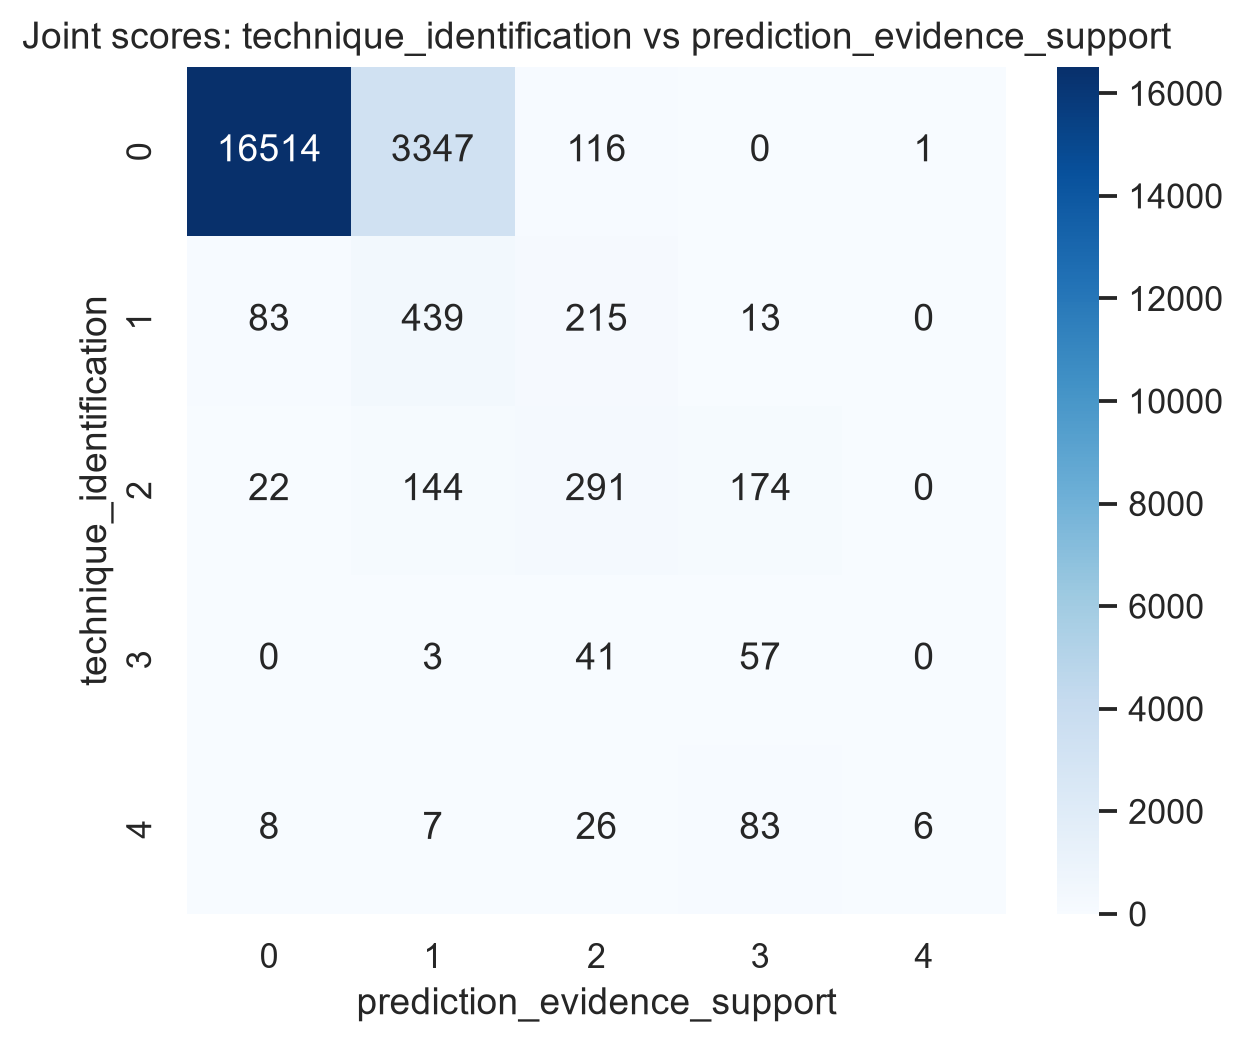 Joint scores: technique_identification vs prediction_evidence_support
technique_identification
0 16514 3347 116 0 1
1 83 439 215 13 0
2 22 144 291 174 0
3 0 3 41 57 0
4 8 7 26 83 6
0 1 2 3 4
prediction_evidence_support
16000
14000
12000
10000
8000
6000
4000
2000
0